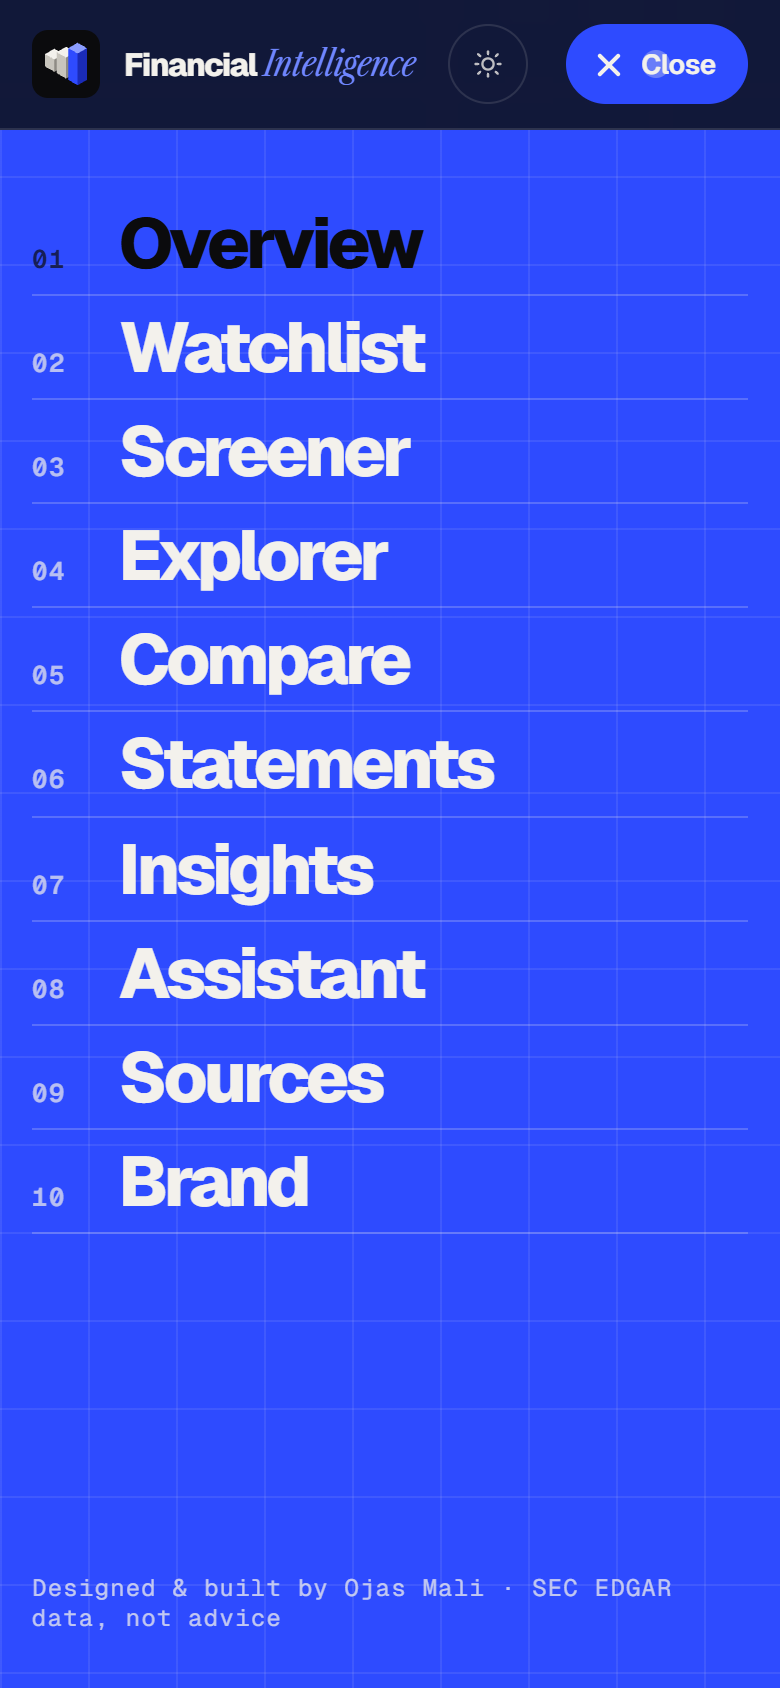 Financial Intelligence
Close
01 Overview
02 Watchlist
03 Screener
04 Explorer
05 Compare
06 Statements
07 Insights
08 Assistant
09 Sources
10 Brand
Designed & built by Ojas Mali · SEC EDGAR
data, not advice